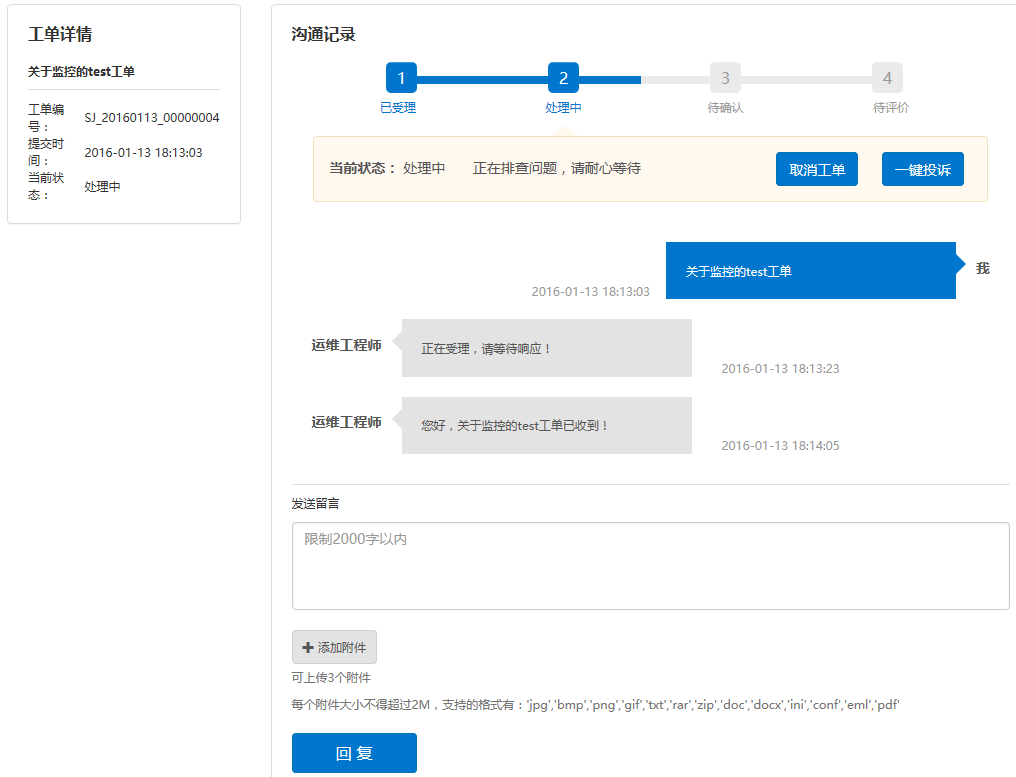 工单详情
关于监控的test工单
工单编
号：
SJ_20160113_00000004
提交时
间：
2016-01-13 18:13:03
当前状
态：
处理中
沟通记录
1
2
3
4
已受理
处理中
待确认
待评价
当前状态： 处理中 正在排查问题，请耐心等待
取消工单
一键投诉
关于监控的test工单
我
2016-01-13 18:13:03
运维工程师
正在受理，请等待响应！
2016-01-13 18:13:23
运维工程师
您好，关于监控的test工单已收到！
2016-01-13 18:14:05
发送留言
限制2000字以内
添加附件
可上传3个附件
每个附件大小不得超过2M，支持的格式有：'jpg','bmp','png','gif','txt','rar','zip','doc','docx','ini','conf','eml','pdf'
回 复